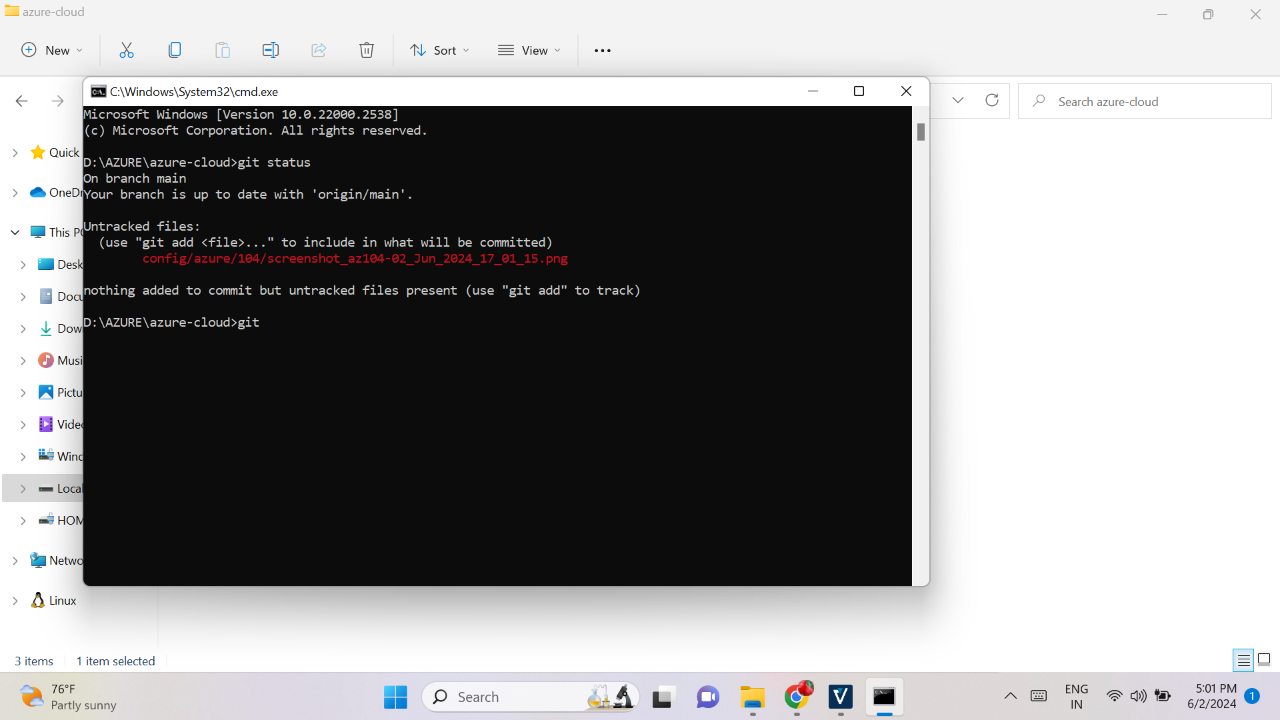 azure-cloud
New
Sort
View
C:\Windows\System32\cmd.exe
Search azure-cloud
Microsoft Windows [Version 10.0.22000.2538]
(c) Microsoft Corporation. All rights reserved.
D:\AZURE\azure-cloud>git status
On branch main
Your branch is up to date with 'origin/main'.
Untracked files:
(use "git add <file>..." to include in what will be committed)
config/azure/104/screenshot_az104-02_Jun_2024_17_01_15.png
nothing added to commit but untracked files present (use "git add" to track)
D:\AZURE\azure-cloud>git
Quick
OneDr
This P
Desk
Docu
Dow
Musi
Pictu
Vide
Wind
Local
HOM
Netwo
Linux
3 items
1 item selected
76°F
Partly sunny
Search
ENG
IN
5:01 PM
6/2/2024
1